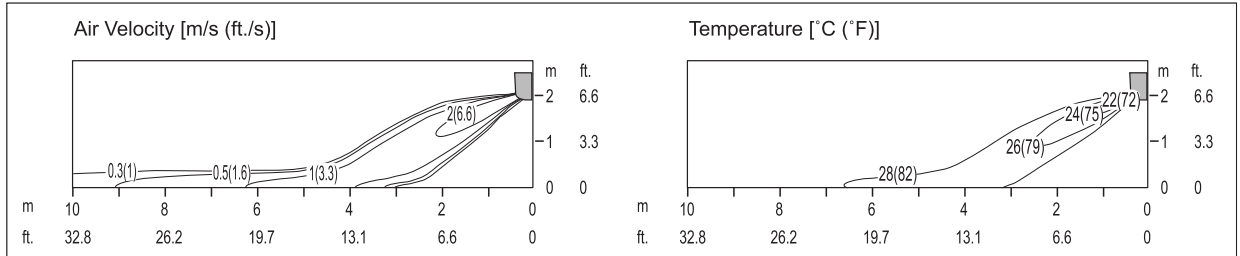 Air Velocity [m/s (ft./s)]
m ft.
2 6.6
1 3.3
0 0
2(6.6)
0.3(1) 0.5(1.6) 1(3.3)
m 10 8 6 4 2 0
ft. 32.8 26.2 19.7 13.1 6.6 0
Temperature [˚C (˚F)]
m ft.
2 6.6
1 3.3
0 0
22(72)
24(75)
26(79)
28(82)
m 10 8 6 4 2 0
ft. 32.8 26.2 19.7 13.1 6.6 0